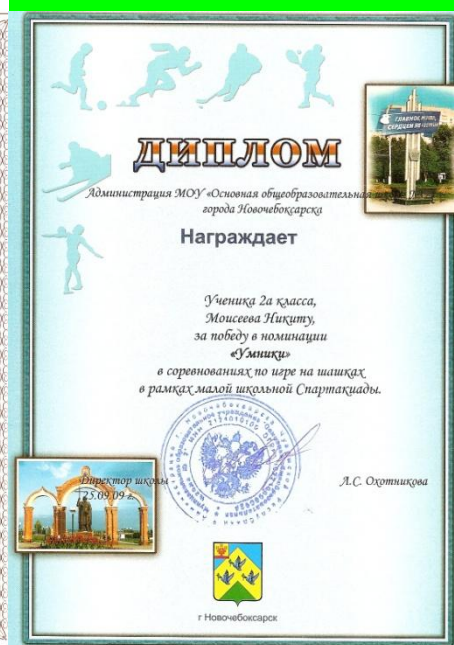 ДИПЛОМ
Администрация МОУ «Основная общеобразовательная
города Новочебоксарска
Награждает
Ученика 2а класса,
Моисеева Никиту,
за победу в номинации
«Умники»
в соревнованиях по игре на шашках
в рамках малой школьной Спартакиады.
Директор школы
Л.С. Охотникова
25.09.09 г.
г Новочебоксарск